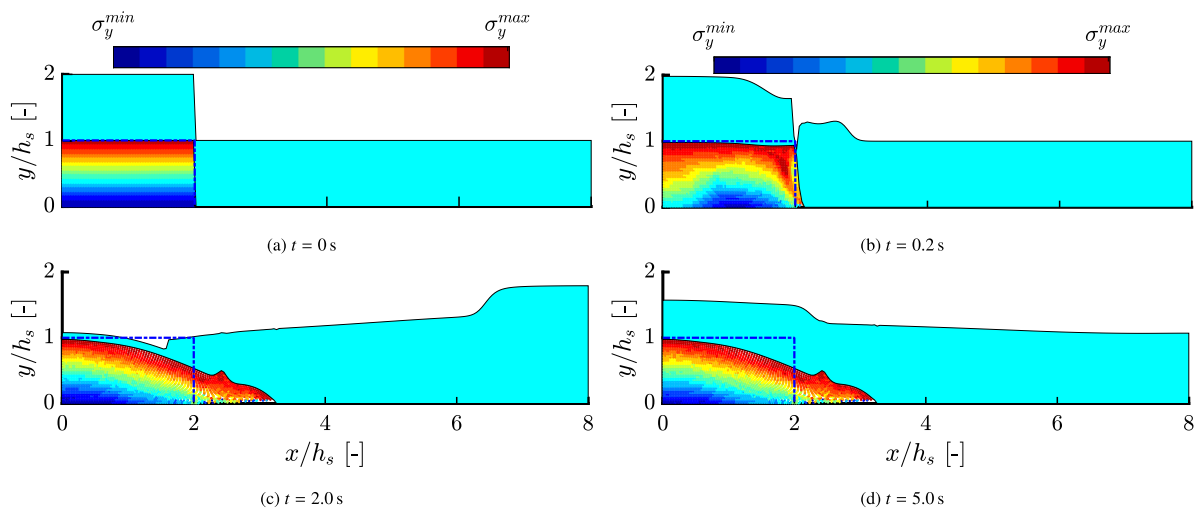 σ_y^min σ_y^max
σ_y^min σ_y^max
2
1
0
y/h_s [-]
(a) t = 0 s
2
1
0
y/h_s [-]
(b) t = 0.2 s
2
1
0
y/h_s [-]
0 2 4 6 8
x/h_s [-]
(c) t = 2.0 s
2
1
0
y/h_s [-]
0 2 4 6 8
x/h_s [-]
(d) t = 5.0 s